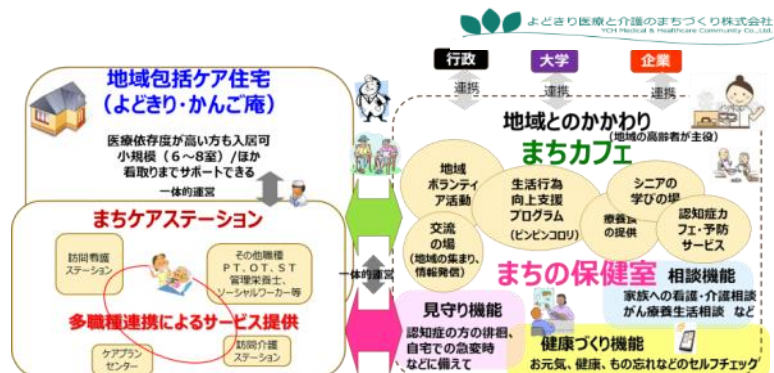 よどきり医療と介護のまちづくり株式会社
YCH Medical & Healthcare Community Co.,Ltd.
行政
大学
企業
連携
連携
連携
地域包括ケア住宅
(よどきり・かんご庵)
医療依存度が高い方も入居可
小規模(6～8室)/ほか
看取りまでサポートできる
一体的運営
まちケアステーション
訪問看護
ステーション
その他職種
PT、OT、ST
管理栄養士、
ソーシャルワーカー等
多職種連携によるサービス提供
ケアプラン
センター
訪問介護
ステーション
一体的運営
地域とのかかわり
(地域の高齢者が主役)
まちカフェ
地域
ボランティ
ア活動
生活行為
向上支援
プログラム
(ピンピンコロリ)
シニアの
学びの場
療養食
の提供
認知症カ
フェ・予防
サービス
交流
の場
(地域の集まり、
情報発信)
まちの保健室
相談機能
家族への看護・介護相談
がん療養生活相談 など
見守り機能
認知症の方の徘徊、
自宅での急変時
などに備えて
健康づくり機能
お元気、健康、もの忘れなどのセルフチェック